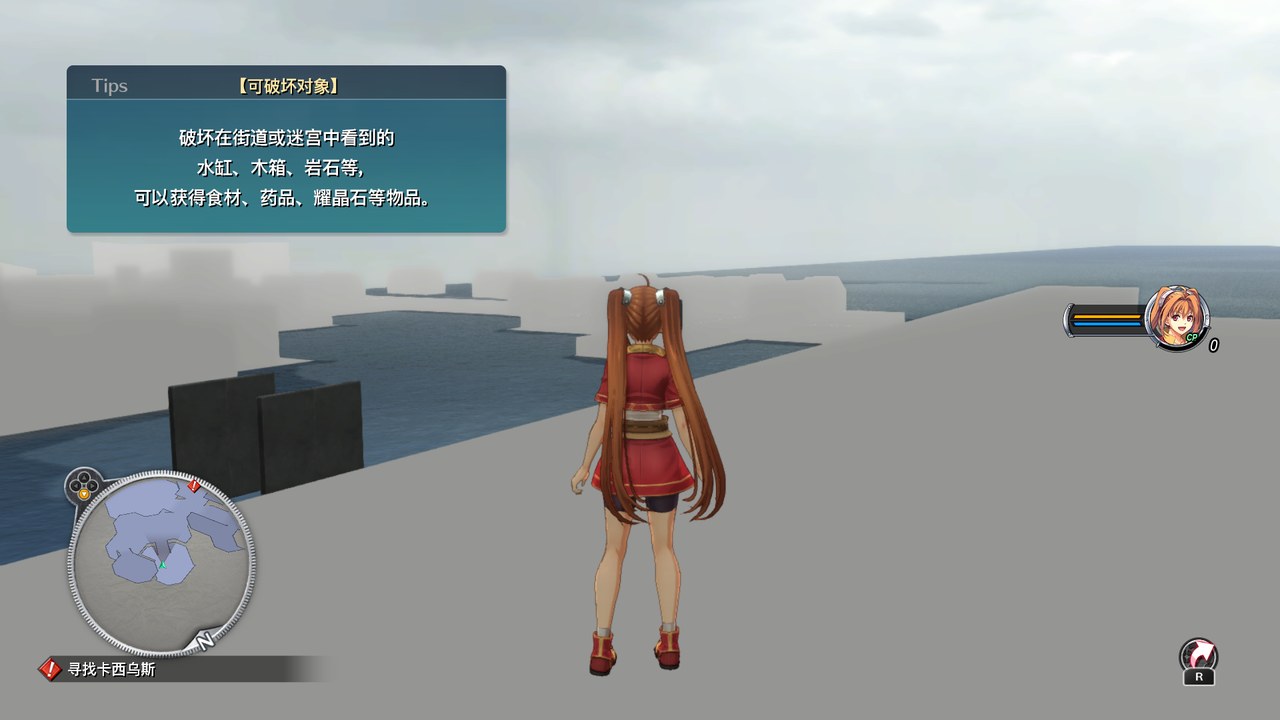 Tips
【可破坏对象】
破坏在街道或迷宫中看到的
水缸、木箱、岩石等,
可以获得食材、药品、耀晶石等物品。
CP
0
N
寻找卡西乌斯
R